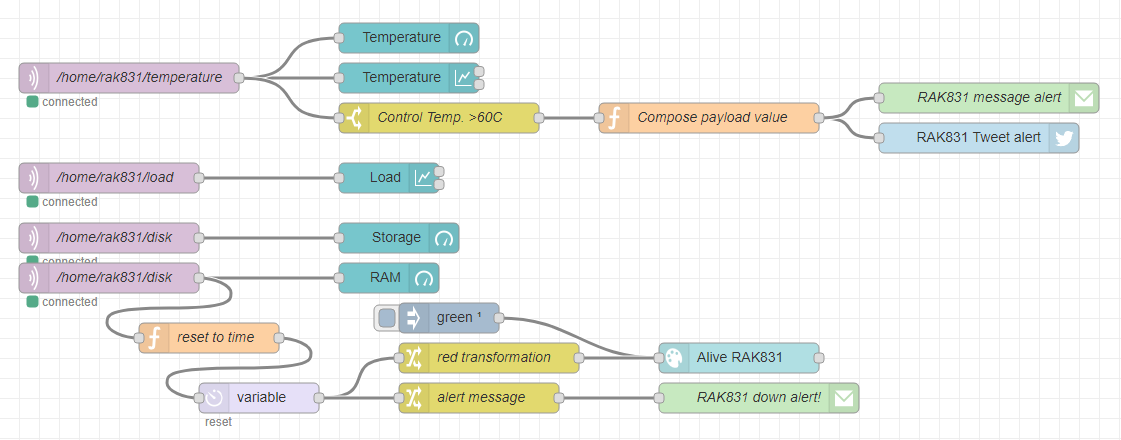 Temperature
/home/rak831/temperature
Temperature
connected
Control Temp. >60C
Compose payload value
RAK831 message alert
RAK831 Tweet alert
/home/rak831/load
Load
connected
/home/rak831/disk
Storage
connected
/home/rak831/disk
RAM
connected
green ¹
reset to time
red transformation
Alive RAK831
variable
alert message
RAK831 down alert!
reset